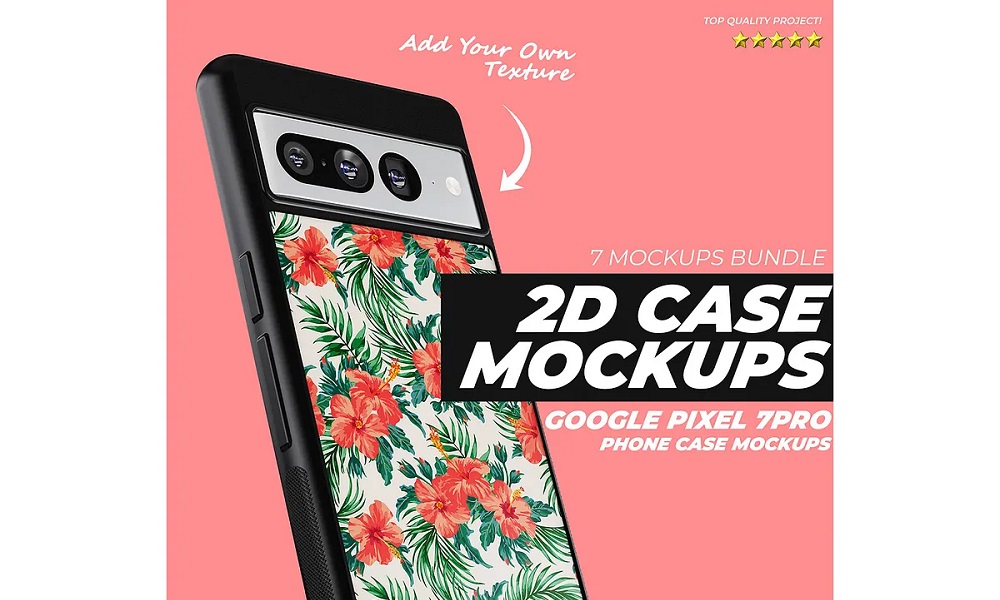 TOP QUALITY PROJECT!
Add Your Own
Texture
7 MOCKUPS BUNDLE
2D CASE
MOCKUPS
GOOGLE PIXEL 7PRO
PHONE CASE MOCKUPS